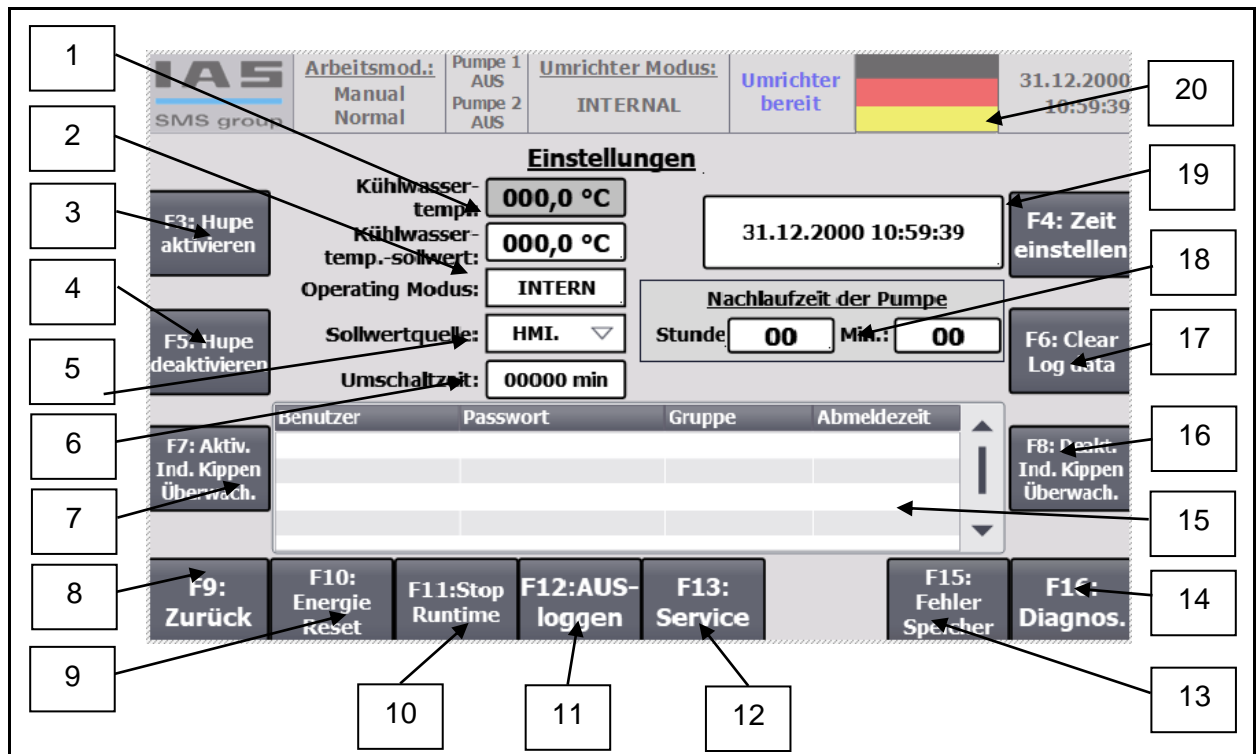 1
2
3
4
5
6
7
8
9
10
11
12
13
14
15
16
17
18
19
20
IAS
SMS group
Arbeitsmod.:
Manual
Normal
Pumpe 1
AUS
Pumpe 2
AUS
Umrichter Modus:
INTERNAL
Umrichter
bereit
31.12.2000
10:59:39
Einstellungen
Kühlwasser-
temp.:
000,0 °C
Kühlwasser-
temp.-sollwert:
000,0 °C
Operating Modus:
INTERN
Sollwertquelle:
HMI.
Umschaltzeit:
00000 min
31.12.2000 10:59:39
Nachlaufzeit der Pumpe
Stunde
00
Min.:
00
F3: Hupe
aktivieren
F4: Zeit
einstellen
F5: Hupe
deaktivieren
F6: Clear
Log data
Benutzer Passwort Gruppe Abmeldezeit
F7: Aktiv.
Ind. Kippen
Überwach.
F8: Deakt.
Ind. Kippen
Überwach.
F9:
Zurück
F10:
Energie
Reset
F11:Stop
Runtime
F12:AUS-
loggen
F13:
Service
F15:
Fehler
Speicher
F16:
Diagnos.